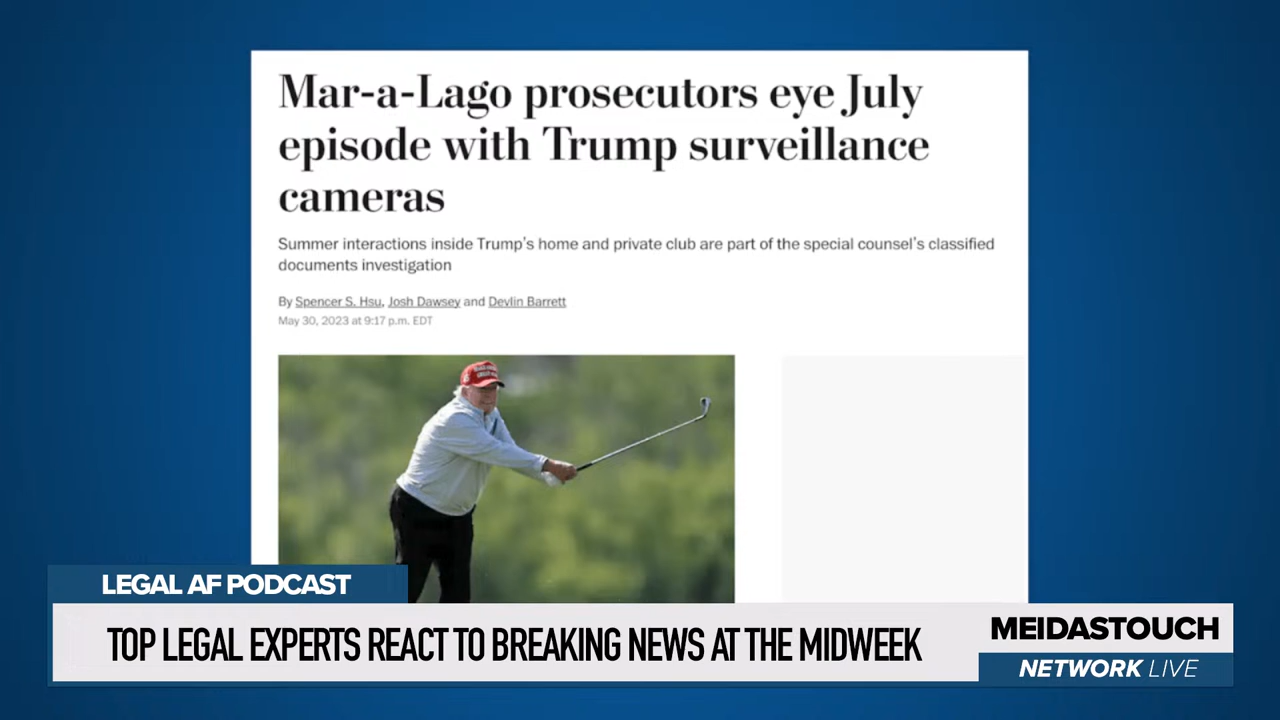 Mar-a-Lago prosecutors eye July
episode with Trump surveillance
cameras
Summer interactions inside Trump's home and private club are part of the special counsel's classified
documents investigation
By Spencer S. Hsu, Josh Dawsey and Devlin Barrett
May 30, 2023 at 9:17 p.m. EDT
LEGAL AF PODCAST
TOP LEGAL EXPERTS REACT TO BREAKING NEWS AT THE MIDWEEK
MEIDASTOUCH
NETWORK LIVE